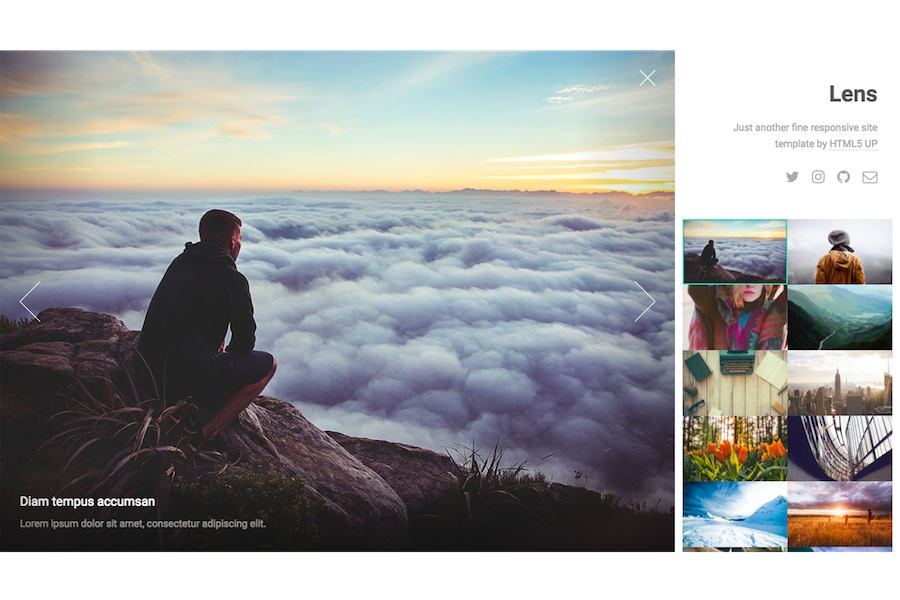 Lens
Just another fine responsive site
template by HTML5 UP
Diam tempus accumsan
Lorem ipsum dolor sit amet, consectetur adipiscing elit.